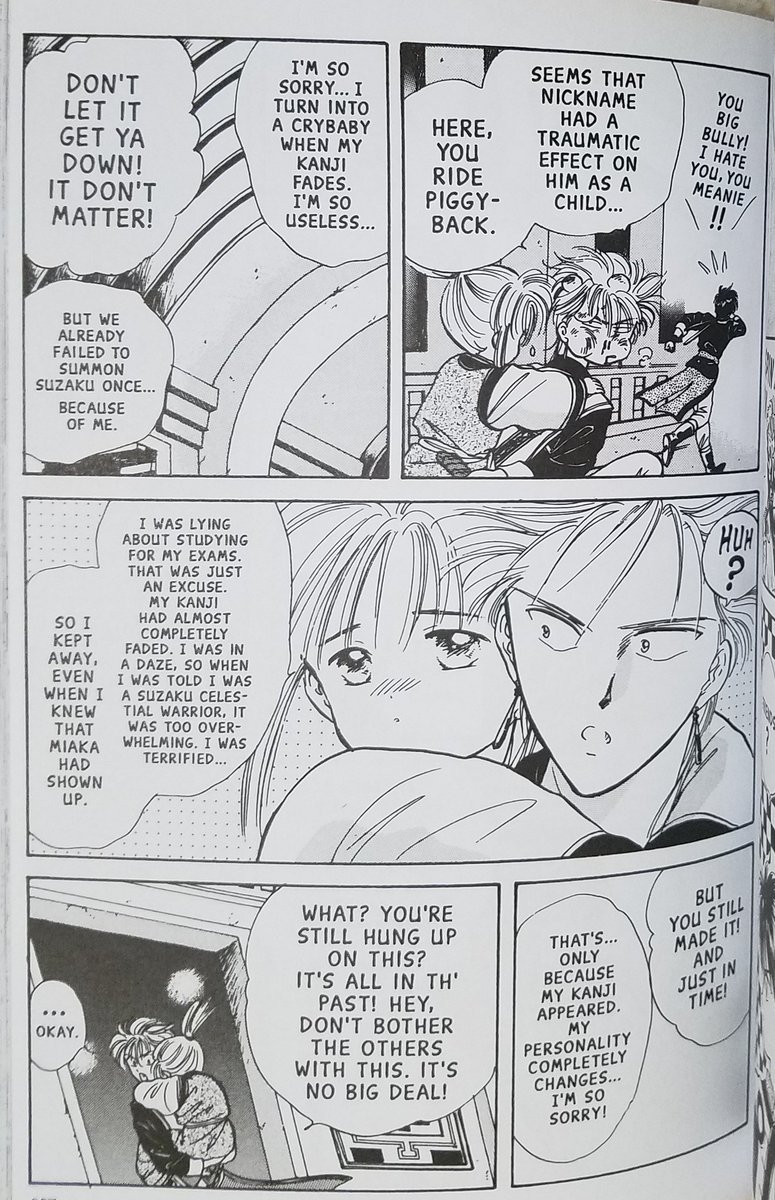 YOU
BIG
BULLY!
I HATE
YOU, YOU
MEANIE
!!
SEEMS THAT
NICKNAME
HAD A
TRAUMATIC
EFFECT ON
HIM AS A
CHILD...
HERE,
YOU
RIDE
PIGGY-
BACK.
I'M SO
SORRY... I
TURN INTO
A CRYBABY
WHEN MY
KANJI
FADES.
I'M SO
USELESS...
DON'T
LET IT
GET YA
DOWN!
IT DON'T
MATTER!
BUT WE
ALREADY
FAILED TO
SUMMON
SUZAKU ONCE...
BECAUSE
OF ME.
HUH
?
I WAS LYING
ABOUT STUDYING
FOR MY EXAMS.
THAT WAS JUST
AN EXCUSE.
MY KANJI
HAD ALMOST
COMPLETELY
FADED. I WAS IN
A DAZE, SO WHEN
I WAS TOLD I WAS
A SUZAKU CELES-
TIAL WARRIOR, IT
WAS TOO OVER-
WHELMING. I WAS
TERRIFIED...
SO I
KEPT
AWAY,
EVEN
WHEN I
KNEW
THAT
MIAKA
HAD
SHOWN
UP.
BUT
YOU STILL
MADE IT!
AND
JUST IN
TIME!
THAT'S...
ONLY
BECAUSE
MY KANJI
APPEARED.
MY
PERSONALITY
COMPLETELY
CHANGES...
I'M SO
SORRY!
WHAT? YOU'RE
STILL HUNG UP
ON THIS?
IT'S ALL IN TH'
PAST! HEY,
DON'T BOTHER
THE OTHERS
WITH THIS. IT'S
NO BIG DEAL!
...
OKAY.